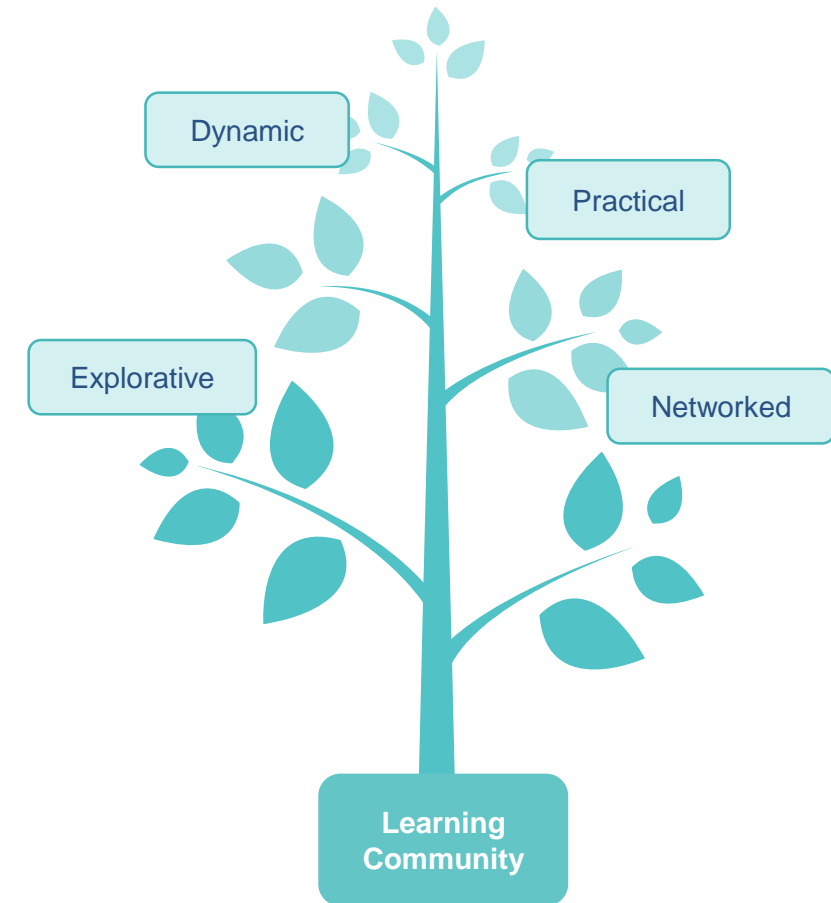 Dynamic
Practical
Explorative
Networked
Learning
Community